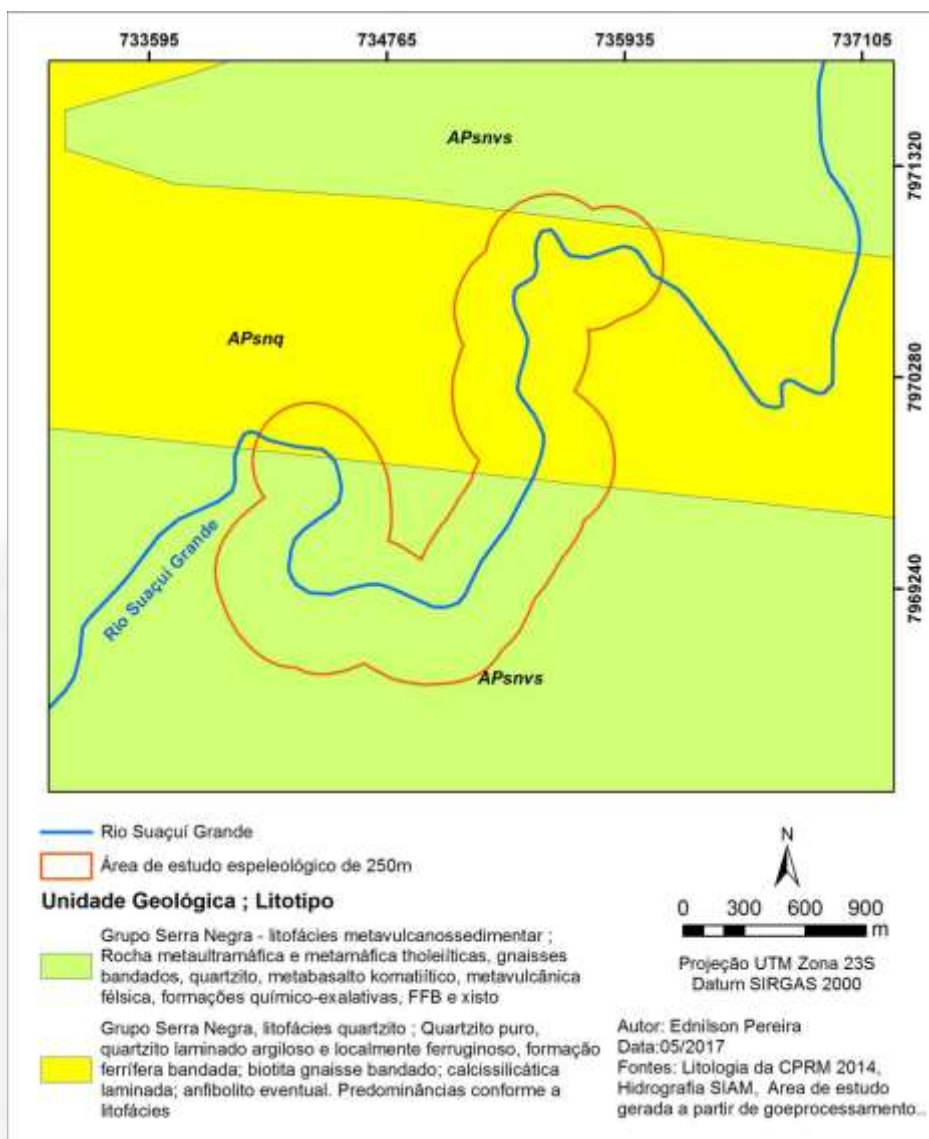 733595 734765 735935 737105
APsnvs
7971320
APsnq
7970280
Rio Suaçuí Grande
7969240
APsnvs
Rio Suaçuí Grande
Área de estudo espeleológico de 250m
Unidade Geológica ; Litotipo
Grupo Serra Negra - litofácies metavulcanossedimentar ;
Rocha metaultramáfica e metamáfica tholeiíticas, gnaisses
bandados, quartzito, metabasalto komatiítico, metavulcânica
félsica, formações químico-exalativas, FFB e xisto
Grupo Serra Negra, litofácies quartzito ; Quartzito puro,
quartzito laminado argiloso e localmente ferruginoso, formação
ferrífera bandada; biotita gnaisse bandado; calcissilicática
laminada; anfibolito eventual. Predominâncias conforme a
litofácies
N
0 300 600 900
m
Projeção UTM Zona 23S
Datum SIRGAS 2000
Autor: Ednilson Pereira
Data:05/2017
Fontes: Litologia da CPRM 2014,
Hidrografia SIAM, Area de estudo
gerada a partir de goeprocessamento..